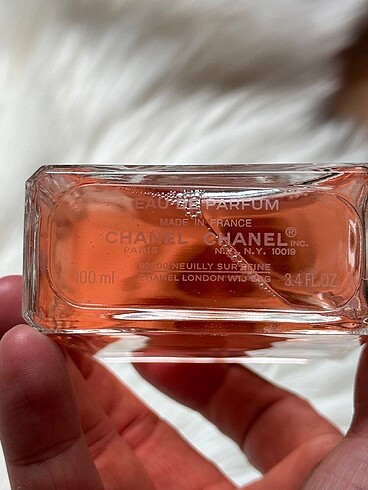 EAU DE PARFUM
MADE IN FRANCE
CHANEL CHANEL® INC.
PARIS N.Y., N.Y. 10019
100 ml 92200 NEUILLY SUR SEINE 3.4 FL.OZ.
CHANEL LONDON W1J